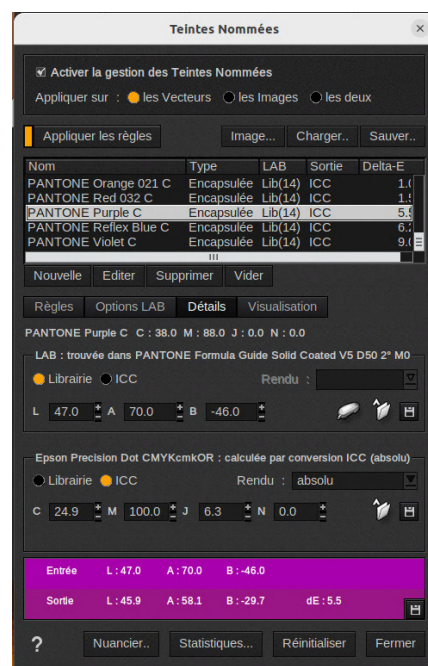 Teintes Nommées
Activer la gestion des Teintes Nommées
Appliquer sur : les Vecteurs les Images les deux
Appliquer les règles Image... Charger.. Sauver..
Nom Type LAB Sortie Delta-E
PANTONE Orange 021 C Encapsulée Lib(14) ICC
PANTONE Red 032 C Encapsulée Lib(14) ICC
PANTONE Purple C Encapsulée Lib(14) ICC 5.5
PANTONE Reflex Blue C Encapsulée Lib(14) ICC
PANTONE Violet C Encapsulée Lib(14) ICC
Nouvelle Editer Supprimer Vider
Règles Options LAB Détails Visualisation
PANTONE Purple C C : 38.0 M : 88.0 J : 0.0 N : 0.0
LAB : trouvée dans PANTONE Formula Guide Solid Coated V5 D50 2° M0
Librairie ICC Rendu :
L 47.0 A 70.0 B -46.0
Epson Precision Dot CMYKcmkOR : calculée par conversion ICC (absolu)
Librairie ICC Rendu : absolu
C 24.9 M 100.0 J 6.3 N 0.0
Entrée L : 47.0 A : 70.0 B : -46.0
Sortie L : 45.9 A : 58.1 B : -29.7 dE : 5.5
? Nuancier.. Statistiques... Réinitialiser Fermer